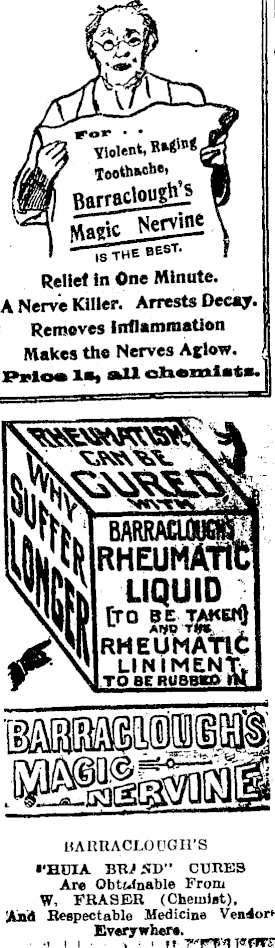 For . .
Violent, Raging
Toothache,
Barraclough's
Magic Nervine
IS THE BEST.
Relief in One Minute.
A Nerve Killer. Arrests Decay.
Removes Inflammation
Makes the Nerves Aglow.
Price 1s, all chemists.
RHEUMATISM
CAN BE
CURED
WITH
WHY
SUFFER
LONGER
BARRACLOUGH'S
RHEUMATIC
LIQUID
[TO BE TAKEN]
AND THE
RHEUMATIC
LINIMENT
TO BE RUBBED IN
BARRACLOUGH'S
MAGIC
NERVINE
BARRACLOUGH'S
"HUIA BRAND" CURES
Are Obtainable From
W. FRASER (Chemist),
And Respectable Medicine Vendors
Everywhere.